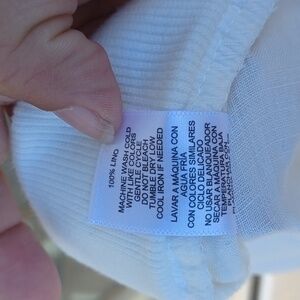 100% LINO
MACHINE WASH COLD
WITH LIKE COLORS
GENTLE CYCLE
DO NOT BLEACH
TUMBLE DRY LOW
COOL IRON IF NEEDED
LAVAR A MÁQUINA CON
AGUA FRIA
CON COLORES SIMILARES
CICLO DELICADO
NO USAR BLANQUEADOR
SECAR A MÁQUINA CON
TEMPERATURA BAJA